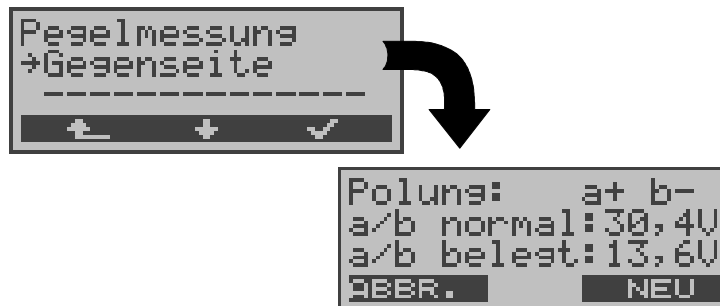 Pegelmessung
→Gegenseite
---------------
Polung: a+ b-
a/b normal:30,4V
a/b belegt:13,6V
ABBR. NEU